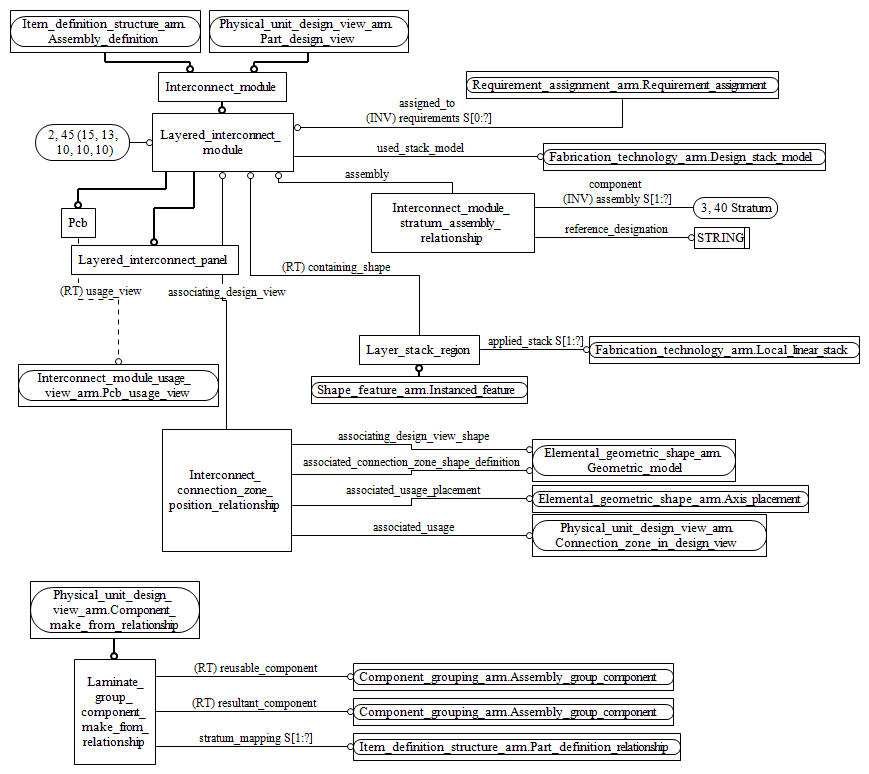 Item_definition_structure_arm.
Assembly_definition
Physical_unit_design_view_arm.
Part_design_view
Interconnect_module
Requirement_assignment_arm.Requirement_assignment
assigned_to
(INV) requirements S[0:?]
2, 45 (15, 13,
10, 10, 10)
Layered_interconnect_
module
used_stack_model
Fabrication_technology_arm.Design_stack_model
assembly
component
(INV) assembly S[1:?]
3, 40 Stratum
Interconnect_module_
stratum_assembly_
relationship
reference_designation
STRING
Pcb
Layered_interconnect_panel
(RT) containing_shape
(RT) usage_view
associating_design_view
applied_stack S[1:?]
Layer_stack_region
Fabrication_technology_arm.Local_linear_stack
Interconnect_module_usage_
view_arm.Pcb_usage_view
Shape_feature_arm.Instanced_feature
associating_design_view_shape
Elemental_geometric_shape_arm.
Geometric_model
associated_connection_zone_shape_definition
Interconnect_
connection_zone_
position_relationship
associated_usage_placement
Elemental_geometric_shape_arm.Axis_placement
associated_usage
Physical_unit_design_view_arm.
Connection_zone_in_design_view
Physical_unit_design_
view_arm.Component_
make_from_relationship
Laminate_
group_
component_
make_from_
relationship
(RT) reusable_component
Component_grouping_arm.Assembly_group_component
(RT) resultant_component
Component_grouping_arm.Assembly_group_component
stratum_mapping S[1:?]
Item_definition_structure_arm.Part_definition_relationship